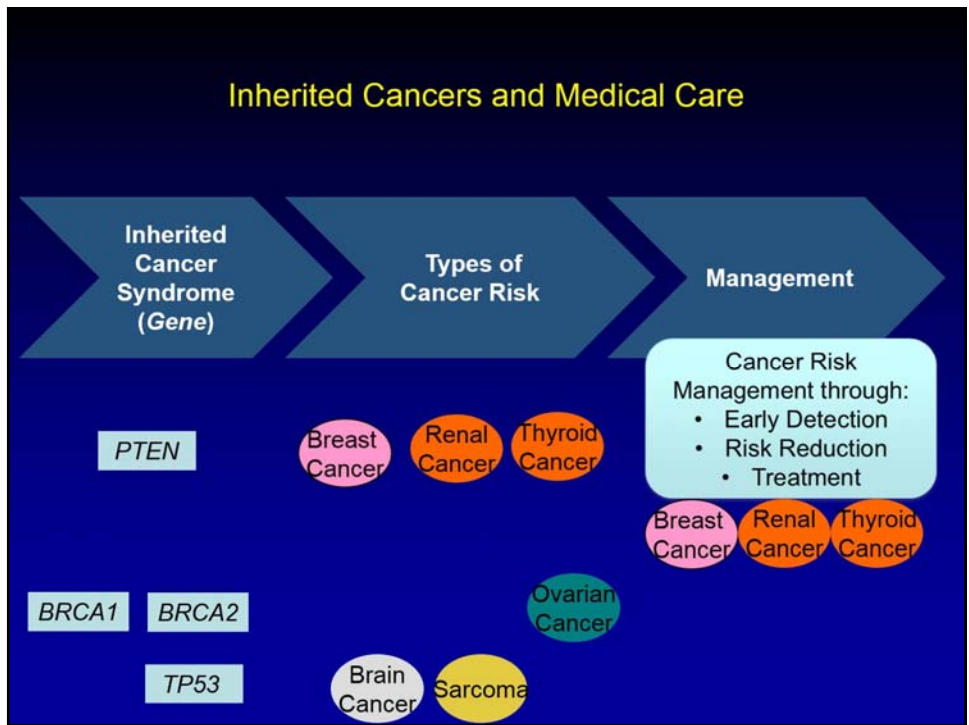 Inherited Cancers and Medical Care
Inherited
Cancer
Syndrome
(Gene)
Types of
Cancer Risk
Management
Cancer Risk
Management through:
• Early Detection
• Risk Reduction
• Treatment
PTEN
Breast
Cancer
Renal
Cancer
Thyroid
Cancer
Breast
Cancer
Renal
Cancer
Thyroid
Cancer
BRCA1
BRCA2
Ovarian
Cancer
TP53
Brain
Cancer
Sarcoma